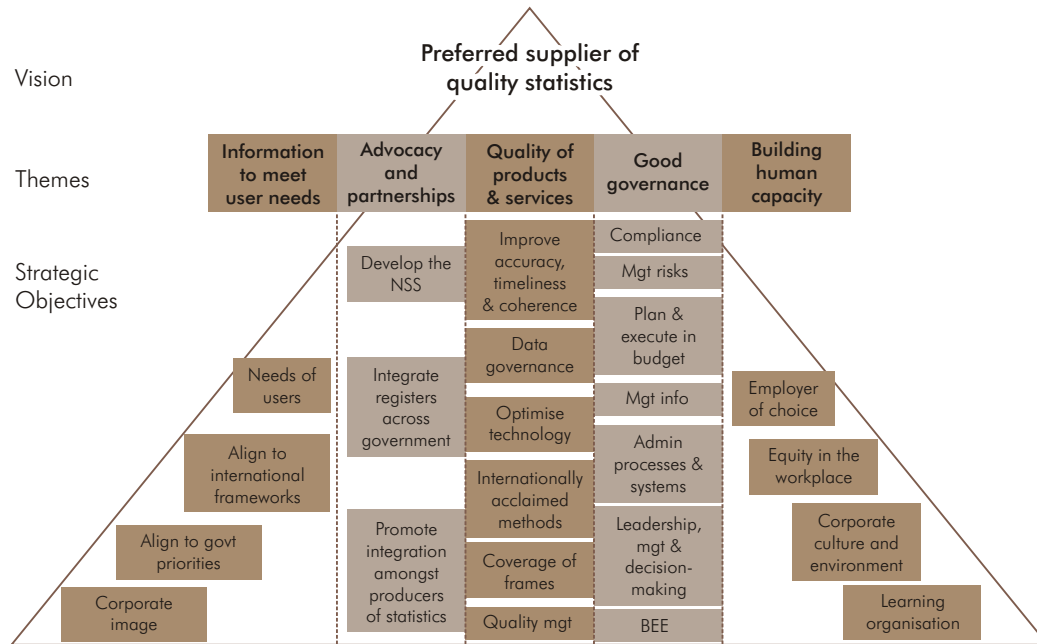 Preferred supplier of
quality statistics
Vision
Themes
Information
to meet
user needs
Advocacy
and
partnerships
Quality of
products
& services
Good
governance
Building
human
capacity
Strategic
Objectives
Needs of
users
Align to
international
frameworks
Align to govt
priorities
Corporate
image
Develop the
NSS
Integrate
registers
across
government
Promote
integration
amongst
producers
of statistics
Improve
accuracy,
timeliness
& coherence
Data
governance
Optimise
technology
Internationally
acclaimed
methods
Coverage of
frames
Quality mgt
Compliance
Mgt risks
Plan &
execute in
budget
Mgt info
Admin
processes &
systems
Leadership,
mgt &
decision-
making
BEE
Employer
of choice
Equity in the
workplace
Corporate
culture and
environment
Learning
organisation